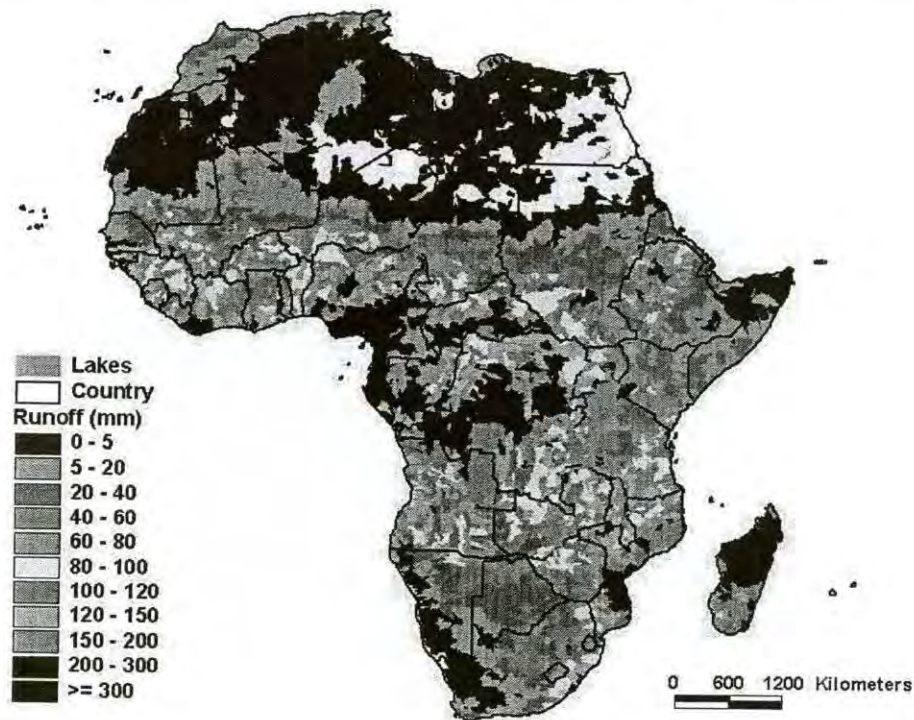 Lakes
Country
Runoff (mm)
0 - 5
5 - 20
20 - 40
40 - 60
60 - 80
80 - 100
100 - 120
120 - 150
150 - 200
200 - 300
>= 300
0 600 1200 Kilometers